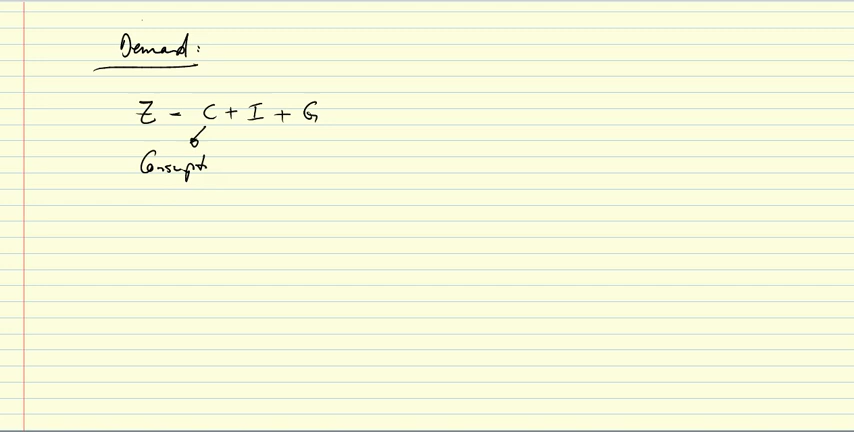 Demand:
Z = C + I + G
Consumpt